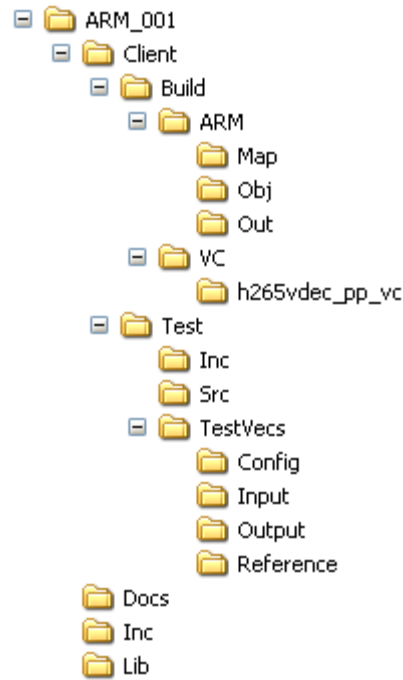 ARM_001
Client
Build
ARM
Map
Obj
Out
VC
h265vdec_pp_vc
Test
Inc
Src
TestVecs
Config
Input
Output
Reference
Docs
Inc
Lib